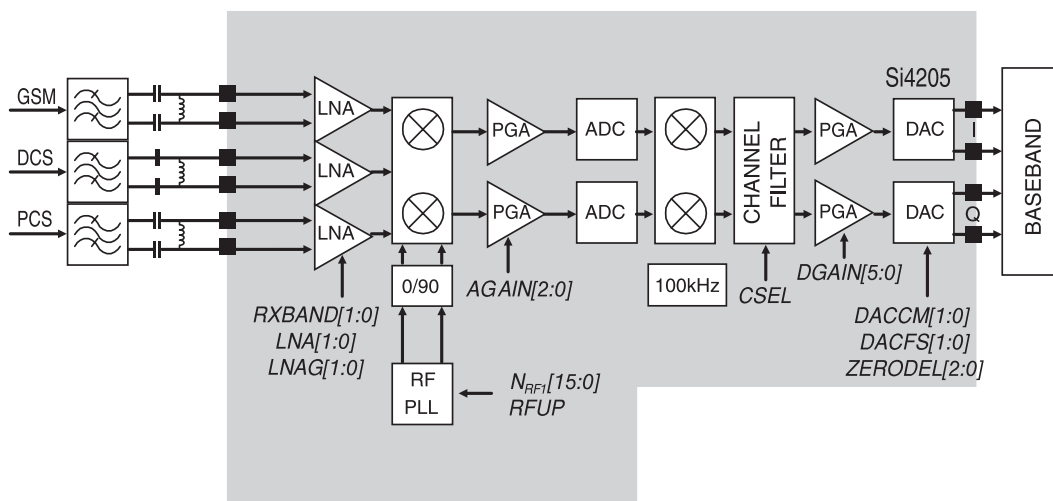 Si4205
GSM
DCS
PCS
LNA
LNA
LNA
PGA
PGA
ADC
ADC
CHANNEL
FILTER
PGA
PGA
DAC
DAC
I
Q
BASEBAND
0/90
100kHz
RXBAND[1:0]
LNA[1:0]
LNAG[1:0]
AGAIN[2:0]
CSEL
DGAIN[5:0]
DACCM[1:0]
DACFS[1:0]
ZERODEL[2:0]
RF
PLL
NRF1[15:0]
RFUP